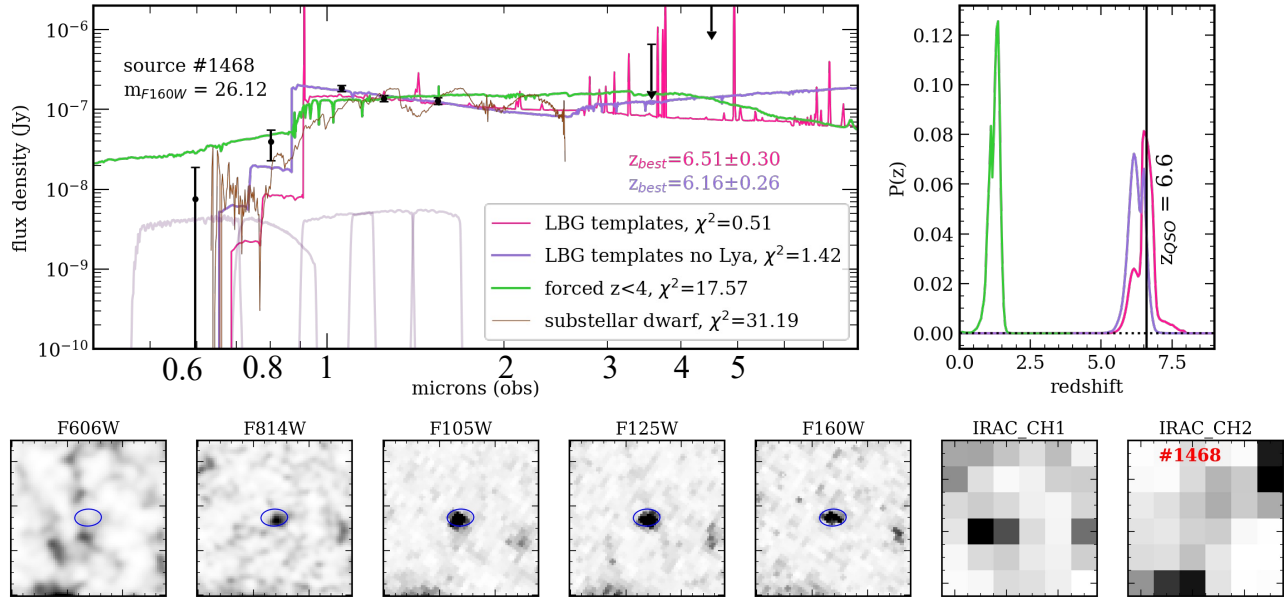 source #1468
m_F160W = 26.12
flux density (Jy)
10⁻⁶
10⁻⁷
10⁻⁸
10⁻⁹
10⁻¹⁰
z_best=6.51±0.30
z_best=6.16±0.26
LBG templates, χ²=0.51
LBG templates no Lya, χ²=1.42
forced z<4, χ²=17.57
substellar dwarf, χ²=31.19
0.6 0.8 1 2 3 4 5
microns (obs)
P(z)
0.12
0.10
0.08
0.06
0.04
0.02
0.00
z_QSO = 6.6
0.0 2.5 5.0 7.5
redshift
F606W F814W F105W F125W F160W IRAC_CH1 IRAC_CH2
#1468